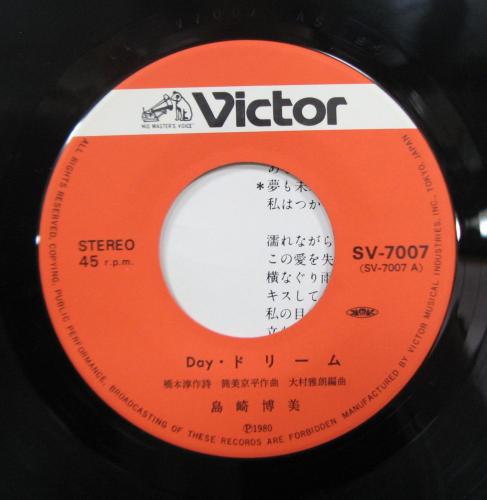 Victor
"HIS MASTER'S VOICE"
STEREO
45 r.p.m.
SV-7007
(SV-7007 A)
*夢も未
私はつか
濡れながら
この愛を失
横なぐり雨
キスして
私の目
Day・ドリーム
橋本淳作詩 筒美京平作曲 大村雅朗編曲
島崎博美
Ⓟ1980
ALL RIGHTS RESERVED, COPYING, PUBLIC PERFORMANCE, BROADCASTING OF THESE RECORDS ARE FORBIDDEN MANUFACTURED BY VICTOR MUSICAL INDUSTRIES, INC., TOKYO, JAPAN